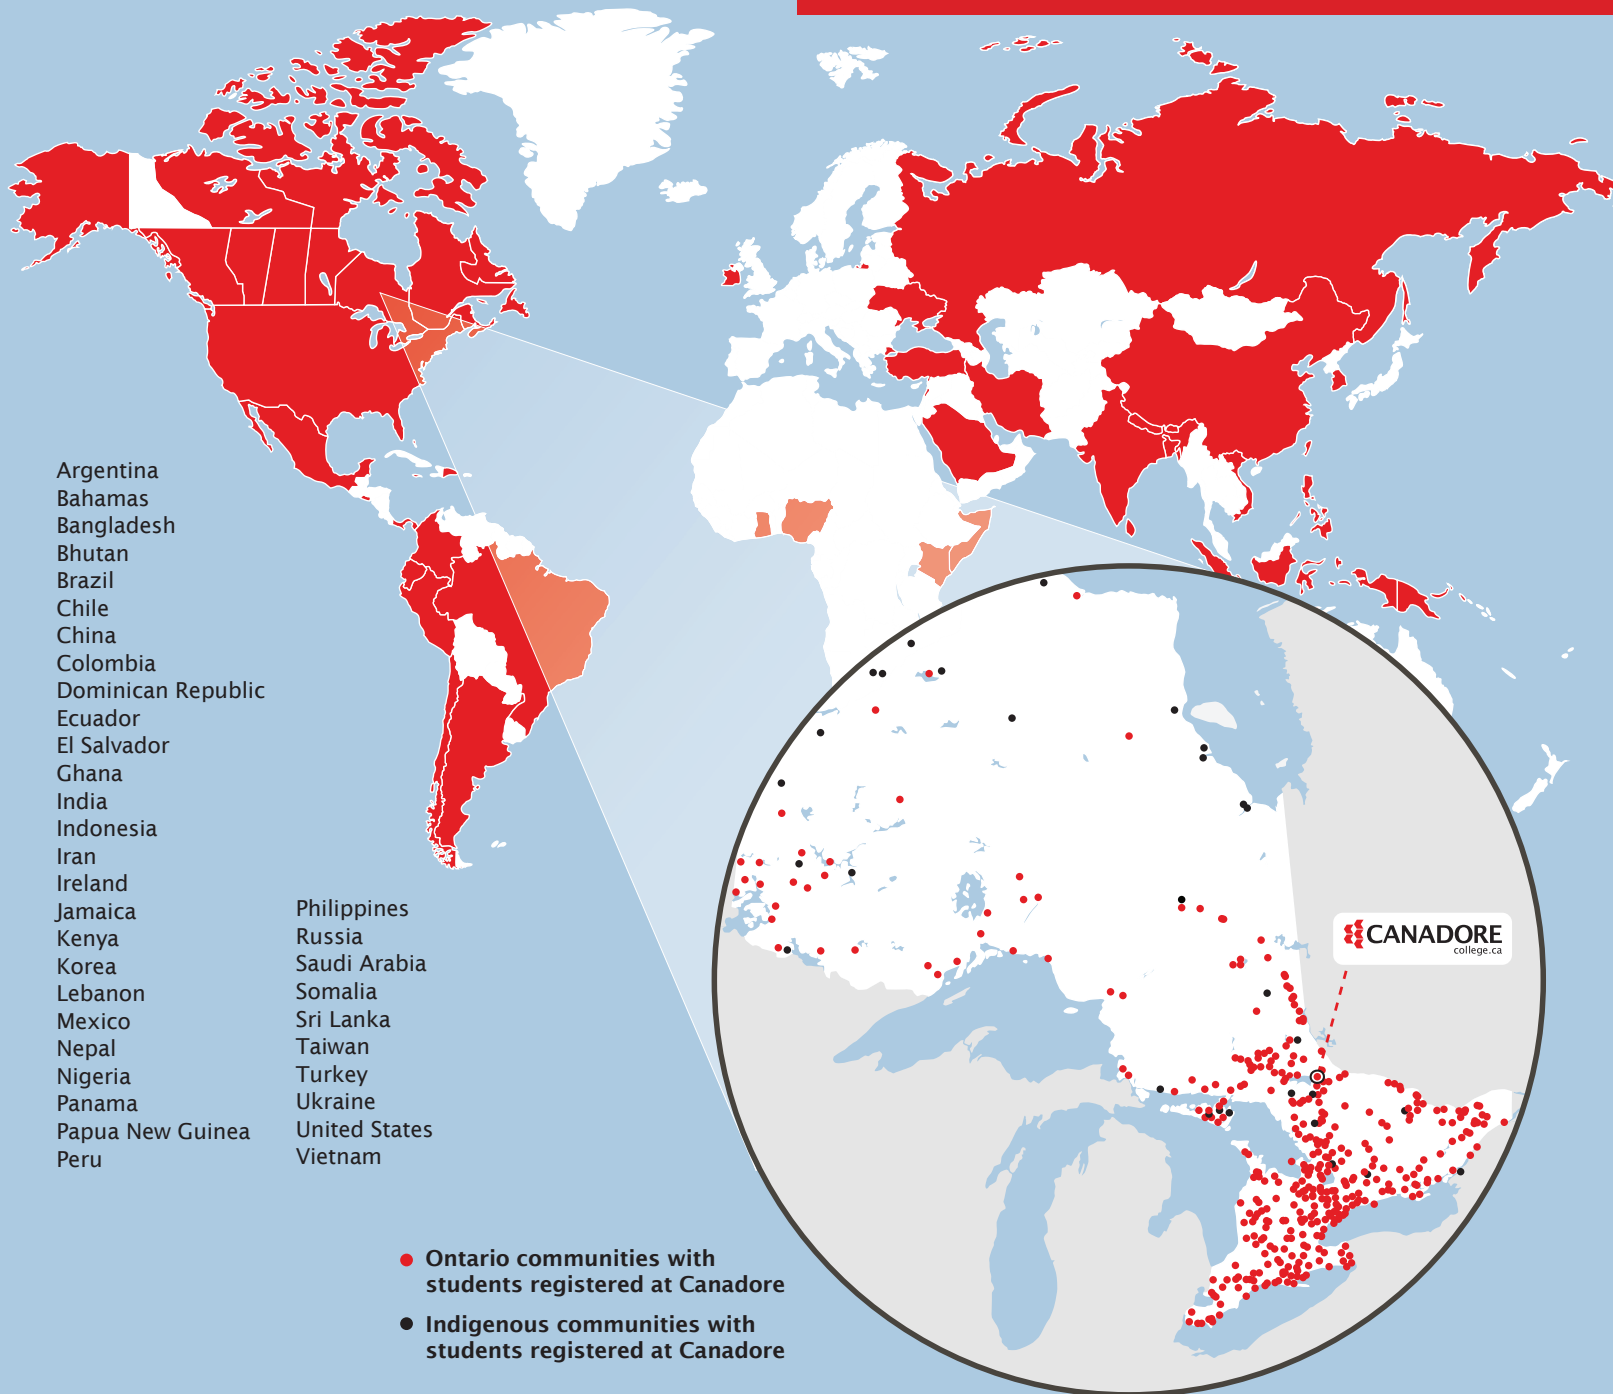 Argentina
Bahamas
Bangladesh
Bhutan
Brazil
Chile
China
Colombia
Dominican Republic
Ecuador
El Salvador
Ghana
India
Indonesia
Iran
Ireland
Jamaica
Kenya
Korea
Lebanon
Mexico
Nepal
Nigeria
Panama
Papua New Guinea
Peru
Philippines
Russia
Saudi Arabia
Somalia
Sri Lanka
Taiwan
Turkey
Ukraine
United States
Vietnam
CANADORE
college.ca
Ontario communities with
students registered at Canadore
Indigenous communities with
students registered at Canadore